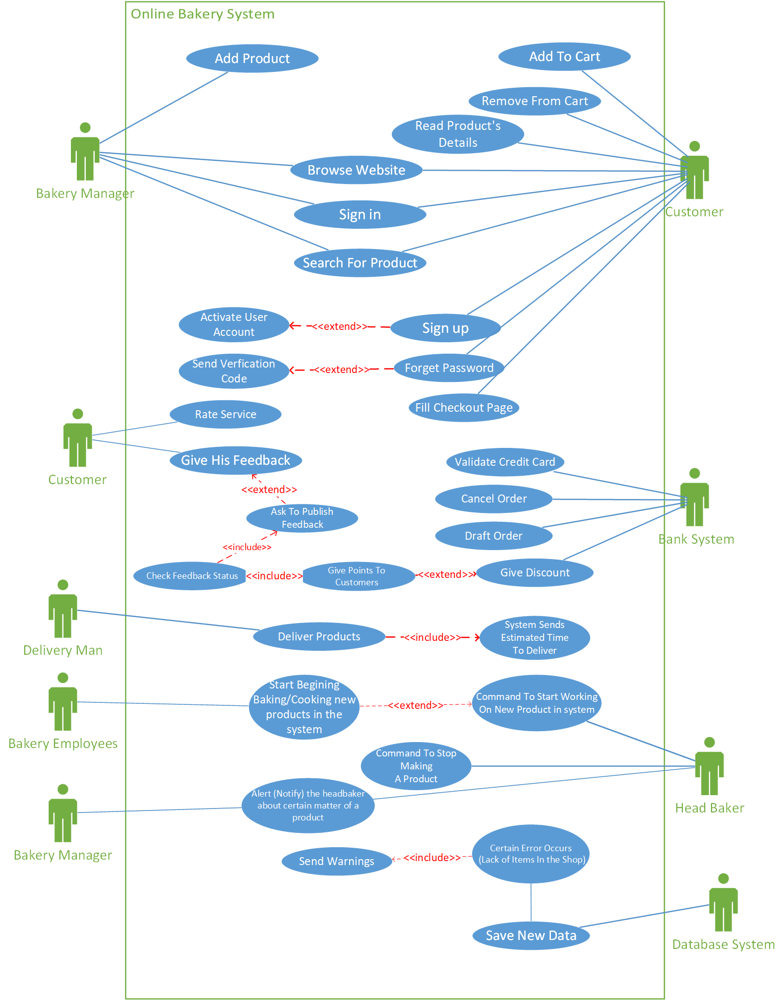 Online Bakery System
Add Product
Add To Cart
Remove From Cart
Read Product's
Details
Browse Website
Bakery Manager
Customer
Sign in
Search For Product
Activate User
Account
<<extend>>
Sign up
Send Verfication
Code
<<extend>>
Forget Password
Rate Service
Fill Checkout Page
Give His Feedback
Customer
Validate Credit Card
<<extend>>
Cancel Order
Ask To Publish
Feedback
Draft Order
Bank System
<<include>>
Check Feedback Status
<<include>>
Give Points To
Customers
<<extend>>
Give Discount
Delivery Man
Deliver Products
<<include>>
System Sends
Estimated Time
To Deliver
Start Begining
Baking/Cooking new
products in the
system
<<extend>>
Command To Start Working
On New Product in system
Bakery Employees
Command To Stop
Making
A Product
Alert (Notify) the headbaker
about certain matter of a
product
Head Baker
Bakery Manager
Send Warnings
<<include>>
Certain Error Occurs
(Lack of Items In the Shop)
Save New Data
Database System